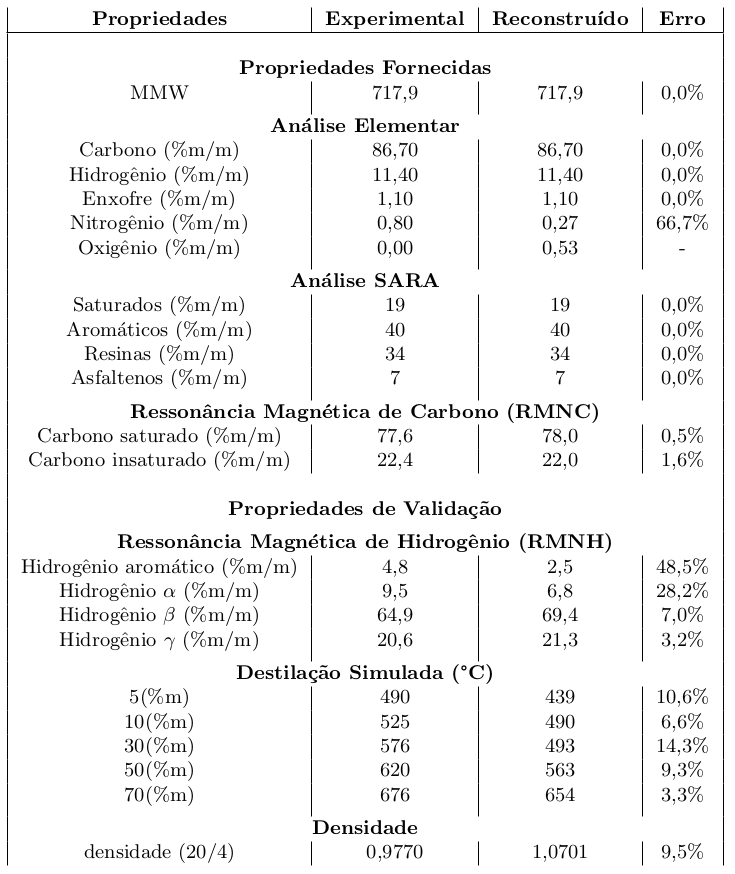 Propriedades Experimental Reconstruído Erro
Propriedades Fornecidas
MMW 717,9 717,9 0,0%
Análise Elementar
Carbono (%m/m) 86,70 86,70 0,0%
Hidrogênio (%m/m) 11,40 11,40 0,0%
Enxofre (%m/m) 1,10 1,10 0,0%
Nitrogênio (%m/m) 0,80 0,27 66,7%
Oxigênio (%m/m) 0,00 0,53 -
Análise SARA
Saturados (%m/m) 19 19 0,0%
Aromáticos (%m/m) 40 40 0,0%
Resinas (%m/m) 34 34 0,0%
Asfaltenos (%m/m) 7 7 0,0%
Ressonância Magnética de Carbono (RMNC)
Carbono saturado (%m/m) 77,6 78,0 0,5%
Carbono insaturado (%m/m) 22,4 22,0 1,6%
Propriedades de Validação
Ressonância Magnética de Hidrogênio (RMNH)
Hidrogênio aromático (%m/m) 4,8 2,5 48,5%
Hidrogênio α (%m/m) 9,5 6,8 28,2%
Hidrogênio β (%m/m) 64,9 69,4 7,0%
Hidrogênio γ (%m/m) 20,6 21,3 3,2%
Destilação Simulada (°C)
5(%m) 490 439 10,6%
10(%m) 525 490 6,6%
30(%m) 576 493 14,3%
50(%m) 620 563 9,3%
70(%m) 676 654 3,3%
Densidade
densidade (20/4) 0,9770 1,0701 9,5%